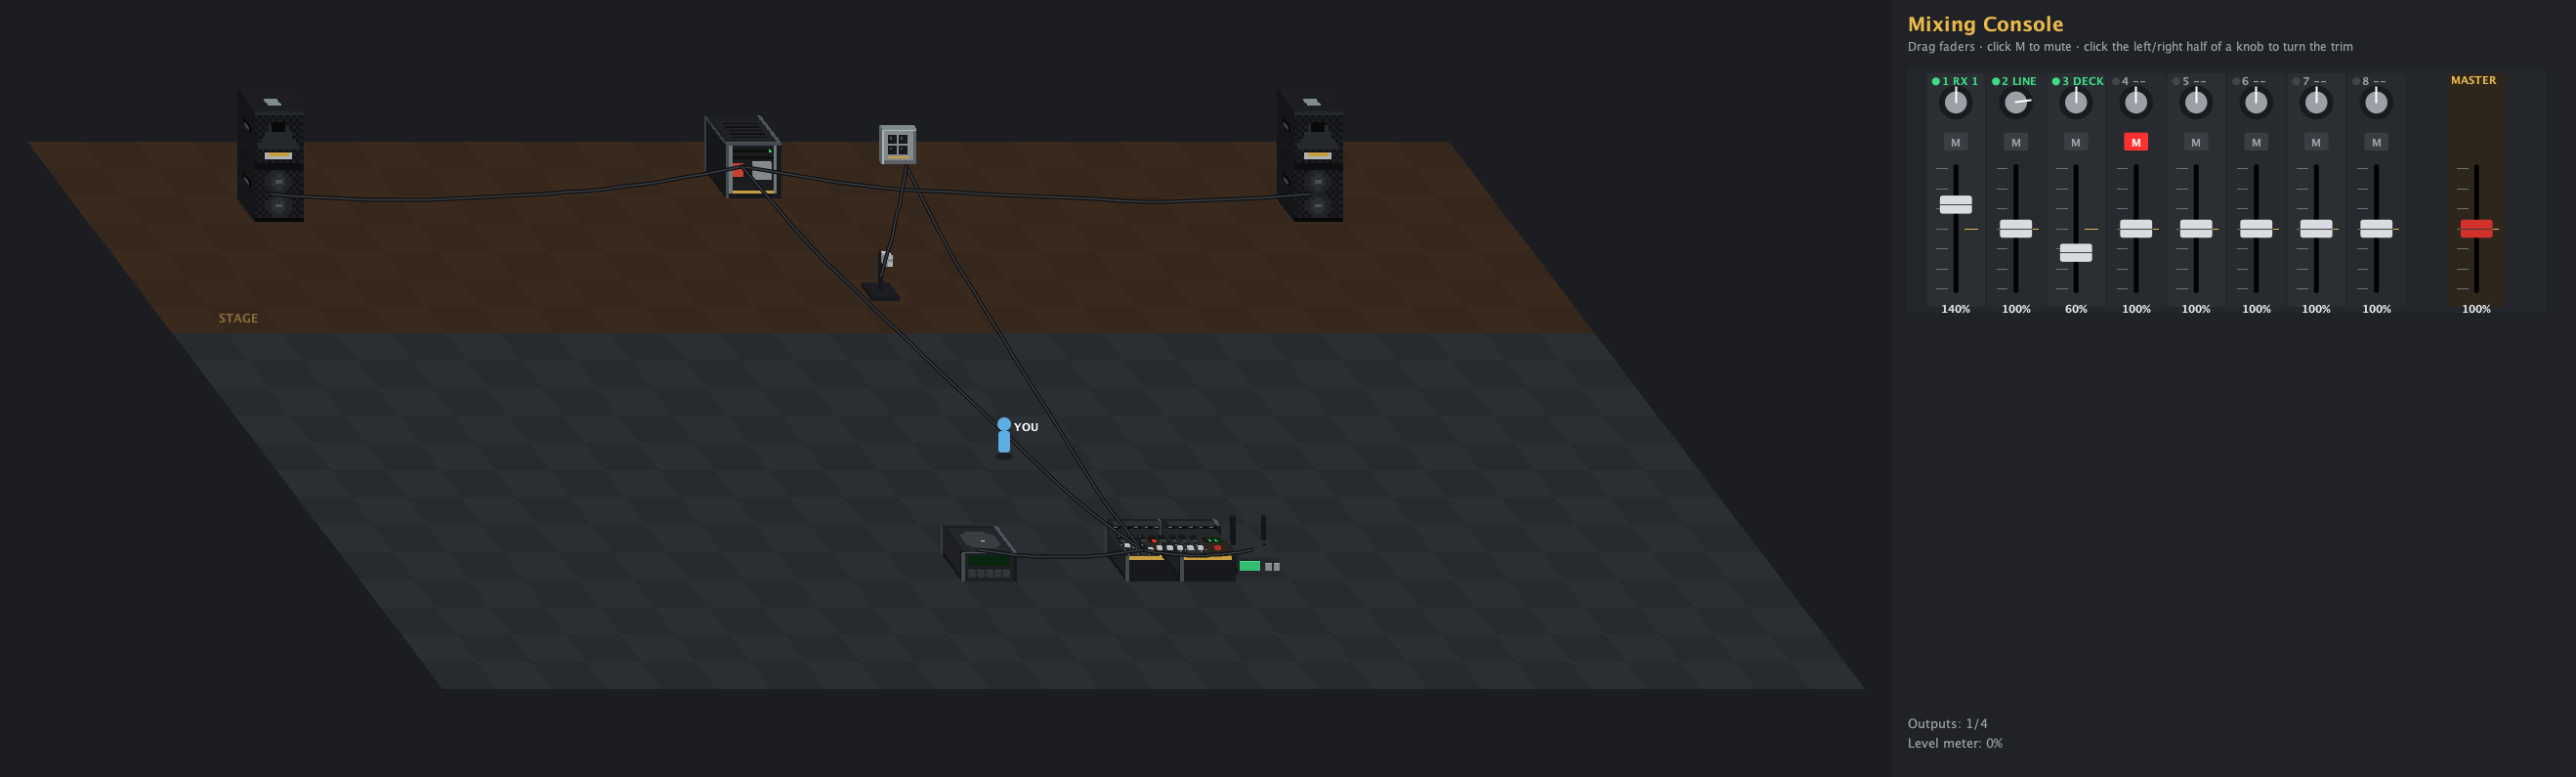 Mixing Console
Drag faders · click M to mute · click the left/right half of a knob to turn the trim
1 RX 1 2 LINE 3 DECK 4 -- 5 -- 6 -- 7 -- 8 -- MASTER
M M M M M M M M
140% 100% 60% 100% 100% 100% 100% 100% 100%
STAGE
YOU
Outputs: 1/4
Level meter: 0%